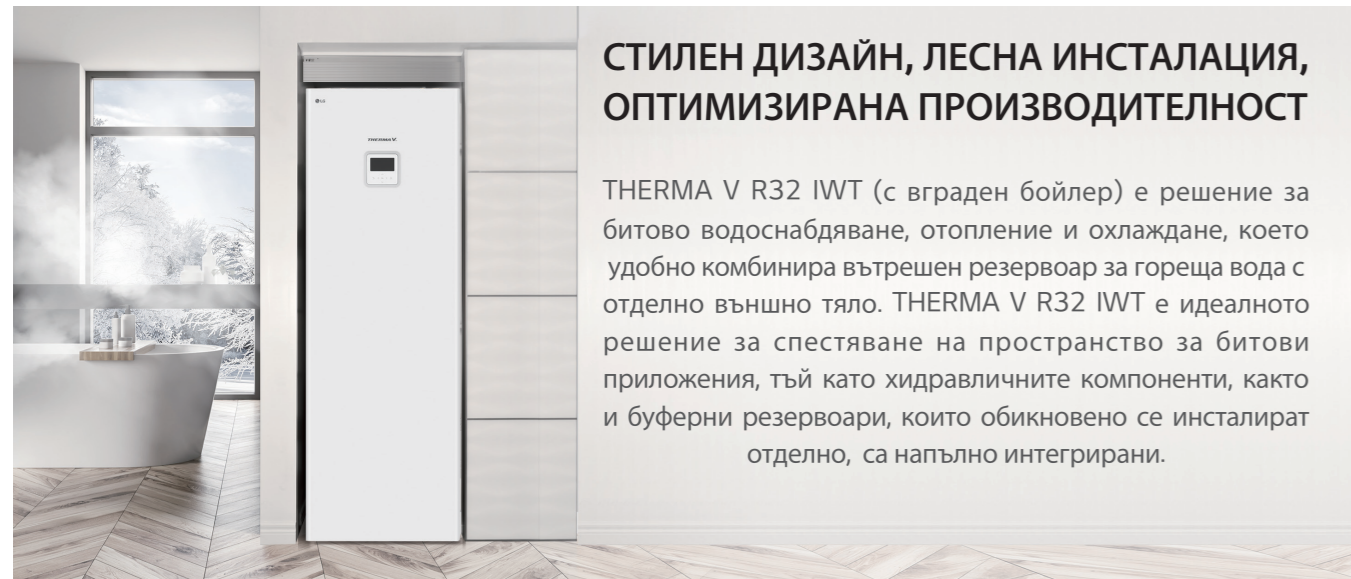 LG
THERMA V
СТИЛЕН ДИЗАЙН, ЛЕСНА ИНСТАЛАЦИЯ,
ОПТИМИЗИРАНА ПРОИЗВОДИТЕЛНОСТ
THERMA V R32 IWT (с вграден бойлер) е решение за
битово водоснабдяване, отопление и охлаждане, което
удобно комбинира вътрешен резервоар за гореща вода с
отделно външно тяло. THERMA V R32 IWT е идеалното
решение за спестяване на пространство за битови
приложения, тъй като хидравличните компоненти, както
и буферни резервоари, които обикновено се инсталират
отделно, са напълно интегрирани.